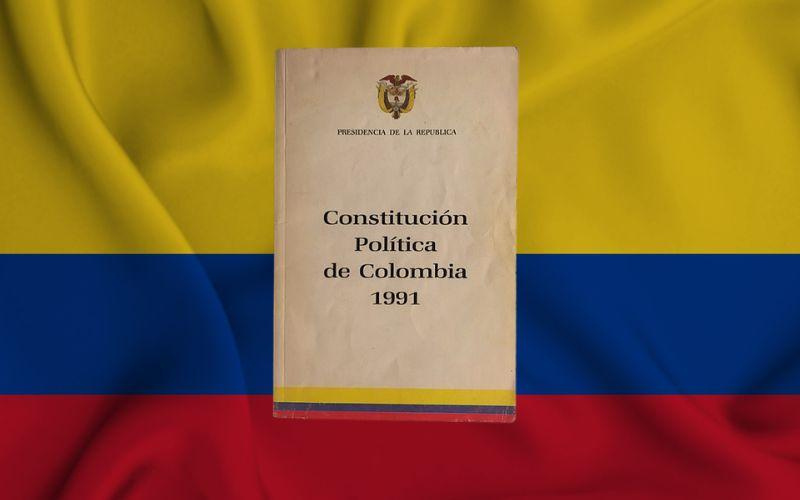 PRESIDENCIA DE LA REPUBLICA
Constitución
Política
de Colombia
1991